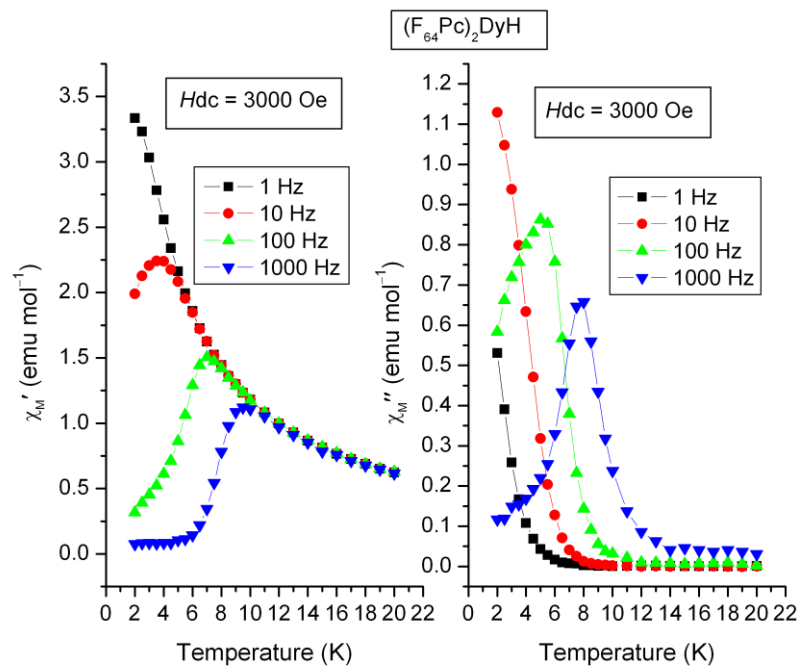 (F₆₄Pc)₂DyH
Hdc = 3000 Oe
1 Hz
10 Hz
100 Hz
1000 Hz
3.5
3.0
2.5
2.0
1.5
1.0
0.5
0.0
χM′ (emu mol⁻¹)
0 2 4 6 8 10 12 14 16 18 20 22
Temperature (K)
Hdc = 3000 Oe
1 Hz
10 Hz
100 Hz
1000 Hz
1.2
1.1
1.0
0.9
0.8
0.7
0.6
0.5
0.4
0.3
0.2
0.1
0.0
χM″ (emu mol⁻¹)
0 2 4 6 8 10 12 14 16 18 20 22
Temperature (K)